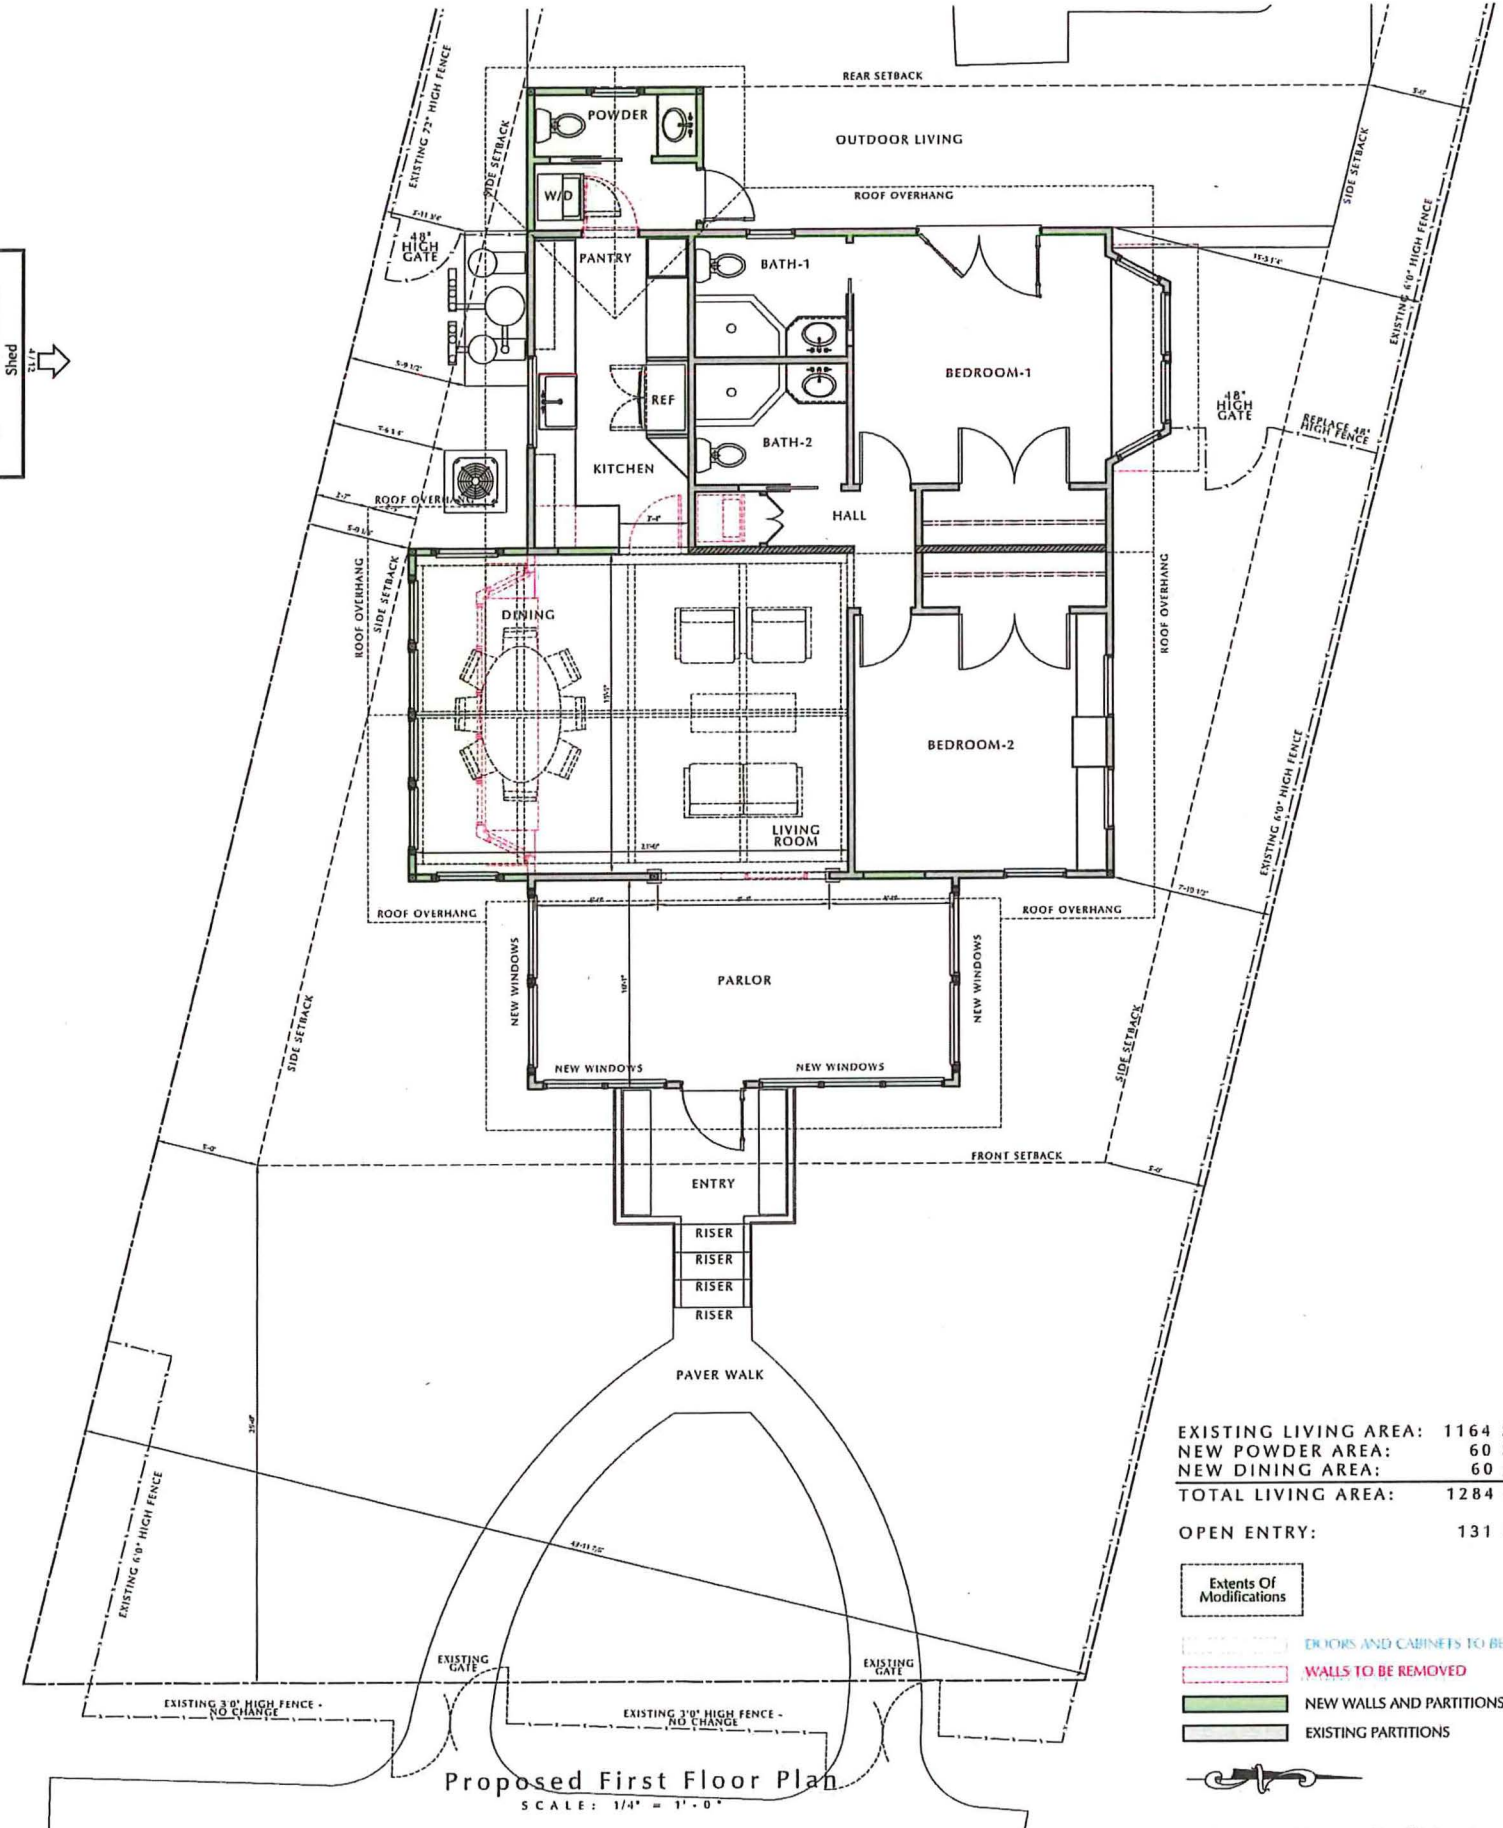 REAR SETBACK
EXISTING 72" HIGH FENCE
SIDE SETBACK
POWDER
OUTDOOR LIVING
SIDE SETBACK
W/D
ROOF OVERHANG
48"
HIGH
GATE
PANTRY
BATH-1
EXISTING 6'0" HIGH FENCE
Shed
4/12
BEDROOM-1
REF
48"
HIGH
GATE
REPLACE 48"
HIGH FENCE
BATH-2
KITCHEN
ROOF OVERHANG
HALL
ROOF OVERHANG
SIDE SETBACK
DINING
ROOF OVERHANG
BEDROOM-2
EXISTING 6'0" HIGH FENCE
LIVING
ROOM
ROOF OVERHANG
ROOF OVERHANG
NEW WINDOWS
PARLOR
NEW WINDOWS
SIDE SETBACK
SIDE SETBACK
NEW WINDOWS
NEW WINDOWS
FRONT SETBACK
ENTRY
RISER
RISER
RISER
RISER
PAVER WALK
EXISTING LIVING AREA: 1164
NEW POWDER AREA: 60
NEW DINING AREA: 60
TOTAL LIVING AREA: 1284
OPEN ENTRY: 131
Extents Of
Modifications
DOORS AND CABINETS TO BE
WALLS TO BE REMOVED
NEW WALLS AND PARTITIONS
EXISTING PARTITIONS
EXISTING 6'0" HIGH FENCE
EXISTING
GATE
EXISTING
GATE
EXISTING 3'0" HIGH FENCE -
NO CHANGE
EXISTING 3'0" HIGH FENCE -
NO CHANGE
Proposed First Floor Plan
SCALE: 1/4" = 1'-0"